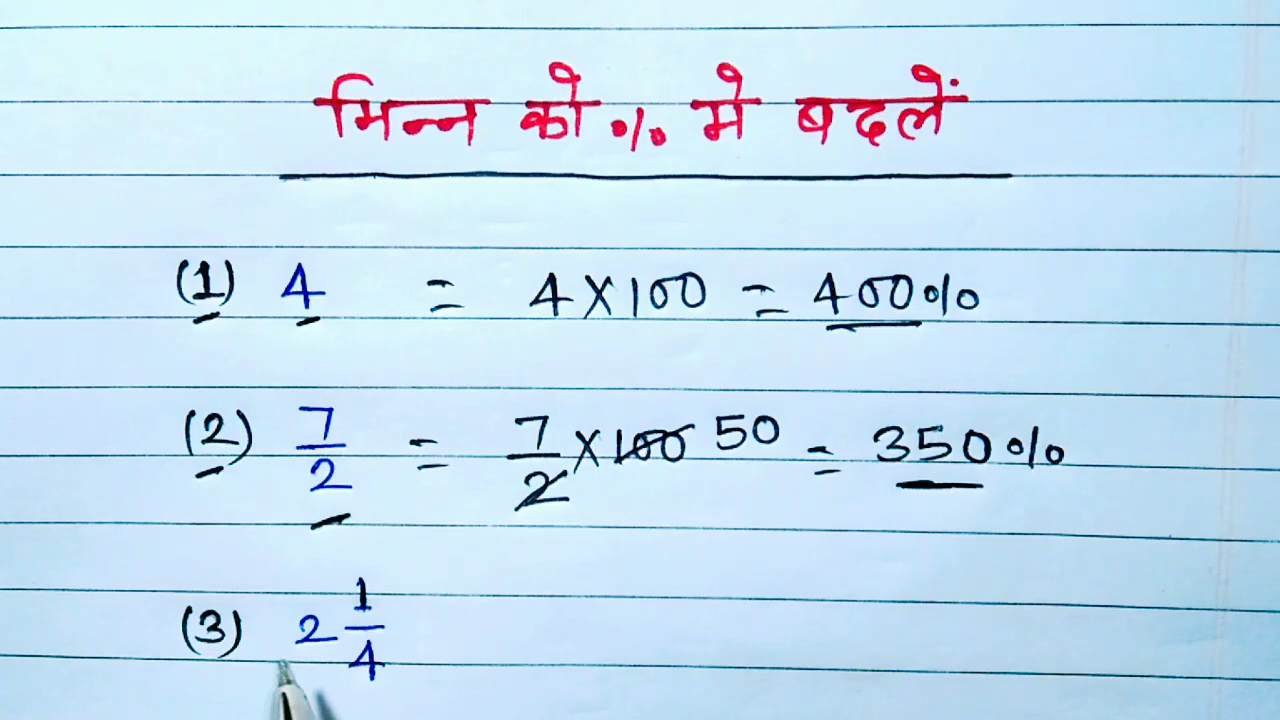 भिन्न को % मे बदलें
(1) 4 = 4 × 100 = 400%
(2) 7/2 = 7/2 × 100 50 = 350%
(3) 2 1/4